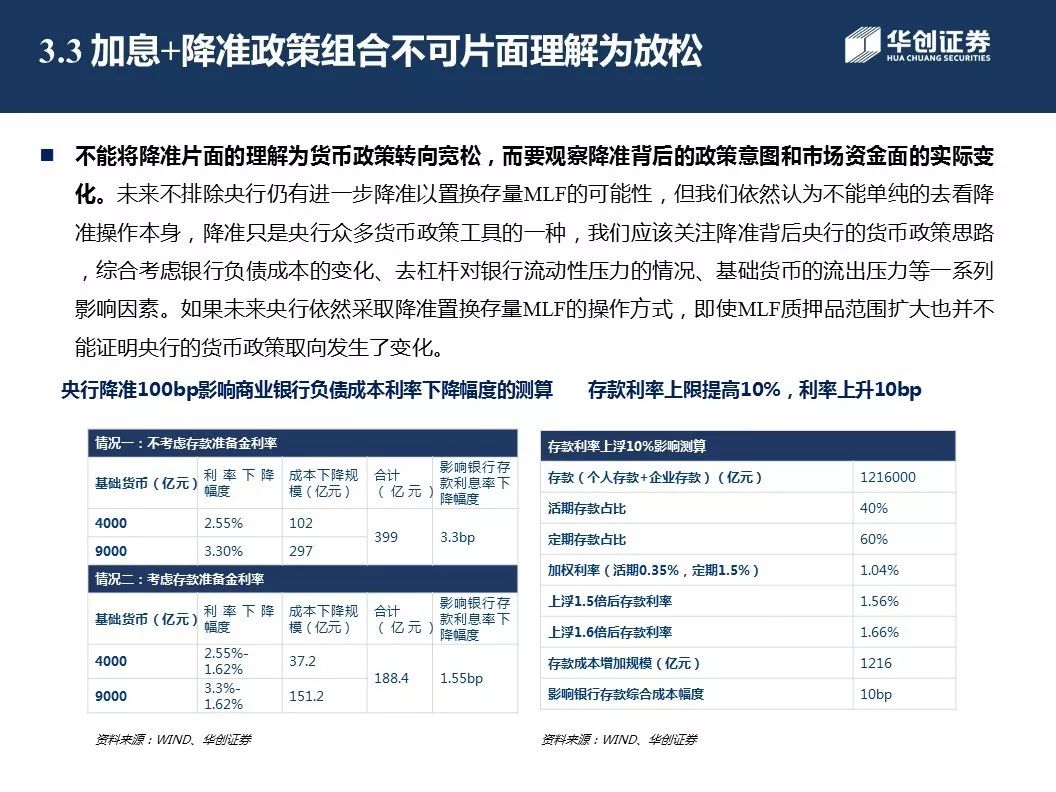 3.3 加息+降准政策组合不可片面理解为放松
华创证券
HUA CHUANG SECURITIES
不能将降准片面的理解为货币政策转向宽松，而要观察降准背后的政策意图和市场资金面的实际变
化。未来不排除央行仍有进一步降准以置换存量MLF的可能性，但我们依然认为不能单纯的去看降
准操作本身，降准只是央行众多货币政策工具的一种，我们应该关注降准背后央行的货币政策思路
，综合考虑银行负债成本的变化、去杠杆对银行流动性压力的情况、基础货币的流出压力等一系列
影响因素。如果未来央行依然采取降准置换存量MLF的操作方式，即使MLF质押品范围扩大也并不
能证明央行的货币政策取向发生了变化。
央行降准100bp影响商业银行负债成本利率下降幅度的测算
情况一：不考虑存款准备金利率
基础货币（亿元） 利率下降 成本下降规 合计 影响银行存
幅度 模（亿元） （亿元） 款利息率下
降幅度
4000 2.55% 102
399 3.3bp
9000 3.30% 297
情况二：考虑存款准备金利率
基础货币（亿元） 利率下降 成本下降规 合计 影响银行存
幅度 模（亿元） （亿元） 款利息率下
降幅度
4000 2.55%- 37.2
1.62%
188.4 1.55bp
9000 3.3%- 151.2
1.62%
资料来源：WIND、华创证券
存款利率上限提高10%，利率上升10bp
存款利率上浮10%影响测算
存款（个人存款+企业存款）（亿元） 1216000
活期存款占比 40%
定期存款占比 60%
加权利率（活期0.35%，定期1.5%） 1.04%
上浮1.5倍后存款利率 1.56%
上浮1.6倍后存款利率 1.66%
存款成本增加规模（亿元） 1216
影响银行存款综合成本幅度 10bp
资料来源：WIND、华创证券